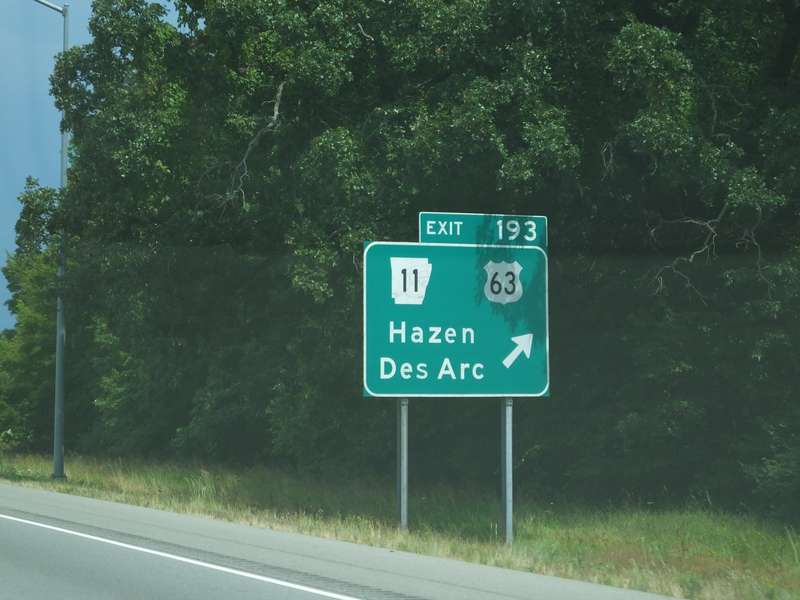 EXIT 193
11 63
Hazen
Des Arc